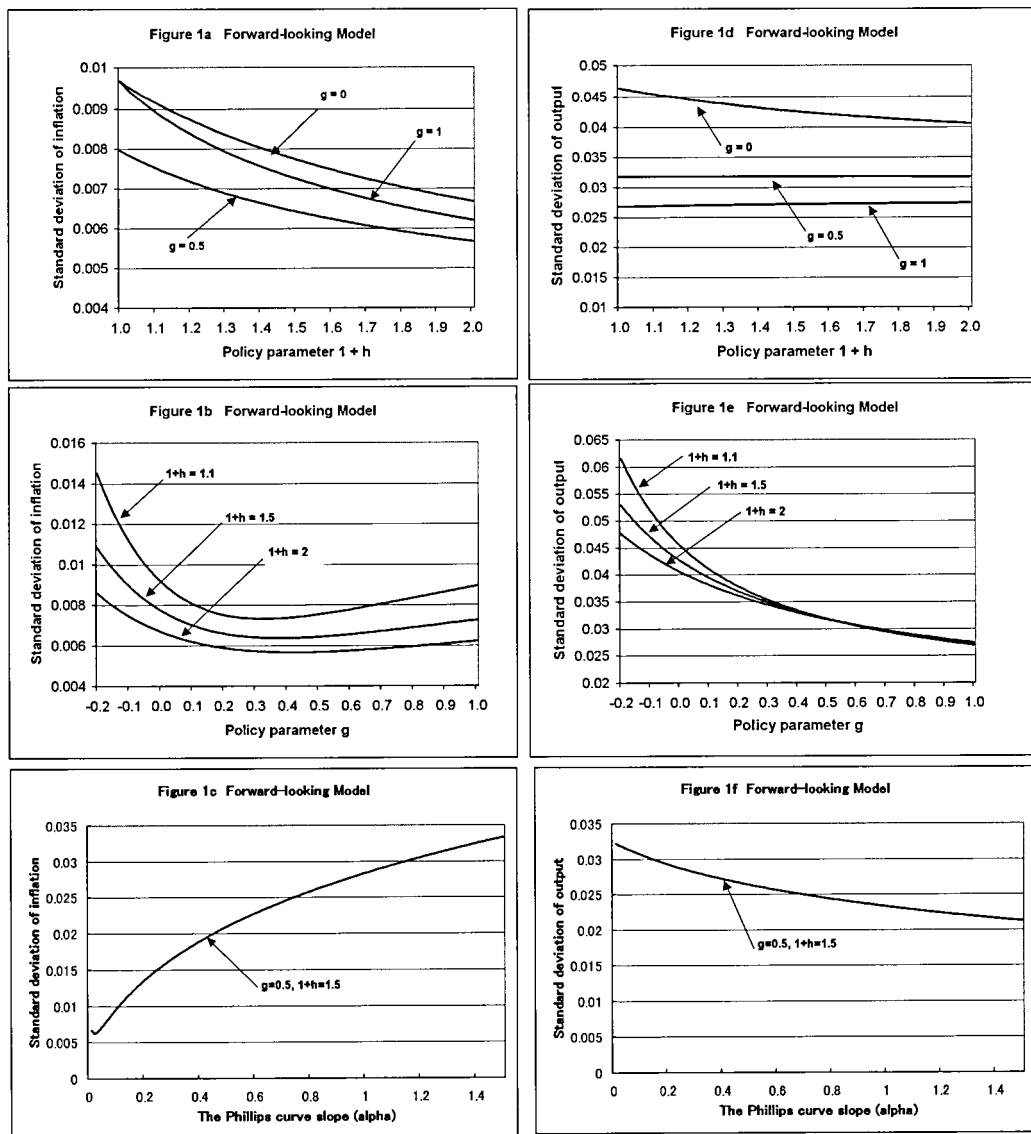 Figure 1a Forward-looking Model
Standard deviation of inflation
0.01
0.009
0.008
0.007
0.006
0.005
0.004
g = 0
g = 1
g = 0.5
1.0 1.1 1.2 1.3 1.4 1.5 1.6 1.7 1.8 1.9 2.0
Policy parameter 1 + h
Figure 1d Forward-looking Model
Standard deviation of output
0.05
0.045
0.04
0.035
0.03
0.025
0.02
0.015
0.01
g = 0
g = 0.5
g = 1
1.0 1.1 1.2 1.3 1.4 1.5 1.6 1.7 1.8 1.9 2.0
Policy parameter 1 + h
Figure 1b Forward-looking Model
Standard deviation of inflation
0.016
0.014
0.012
0.01
0.008
0.006
0.004
1+h = 1.1
1+h = 1.5
1+h = 2
-0.2 -0.1 0.0 0.1 0.2 0.3 0.4 0.5 0.6 0.7 0.8 0.9 1.0
Policy parameter g
Figure 1e Forward-looking Model
Standard deviation of output
0.065
0.06
0.055
0.05
0.045
0.04
0.035
0.03
0.025
0.02
1+h = 1.1
1+h = 1.5
1+h = 2
-0.2 -0.1 0.0 0.1 0.2 0.3 0.4 0.5 0.6 0.7 0.8 0.9 1.0
Policy parameter g
Figure 1c Forward-looking Model
Standard deviation of inflation
0.035
0.03
0.025
0.02
0.015
0.01
0.005
0
g=0.5, 1+h=1.5
0 0.2 0.4 0.6 0.8 1 1.2 1.4
The Phillips curve slope (alpha)
Figure 1f Forward-looking Model
Standard deviation of output
0.035
0.03
0.025
0.02
0.015
0.01
0.005
0
g=0.5, 1+h=1.5
0 0.2 0.4 0.6 0.8 1 1.2 1.4
The Phillips curve slope (alpha)